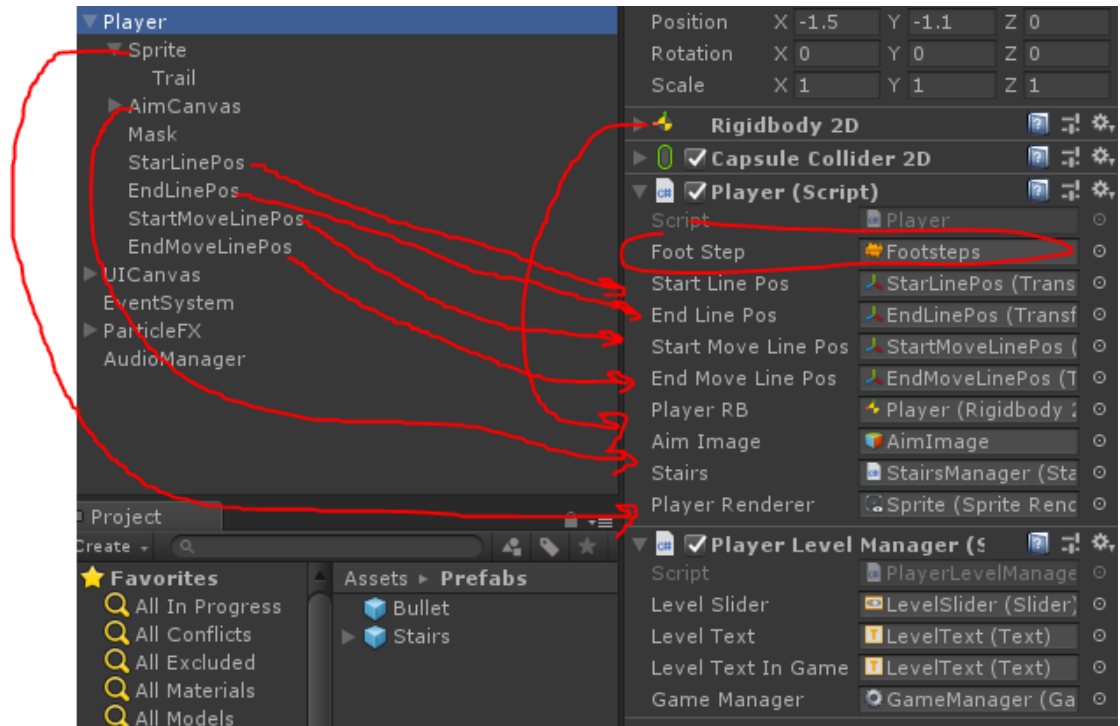 Player
Sprite
Trail
AimCanvas
Mask
StarLinePos
EndLinePos
StartMoveLinePos
EndMoveLinePos
UICanvas
EventSystem
ParticleFX
AudioManager
Project
Create
Favorites
All In Progress
All Conflicts
All Excluded
All Materials
All Models
Assets ▸ Prefabs
Bullet
Stairs
Position X -1.5 Y -1.1 Z 0
Rotation X 0 Y 0 Z 0
Scale X 1 Y 1 Z 1
Rigidbody 2D
Capsule Collider 2D
Player (Script)
Script Player
Foot Step Footsteps
Start Line Pos StarLinePos (Trans
End Line Pos EndLinePos (Transf
Start Move Line Pos StartMoveLinePos (
End Move Line Pos EndMoveLinePos (T
Player RB Player (Rigidbody 2
Aim Image AimImage
Stairs StairsManager (Sta
Player Renderer Sprite (Sprite Renc
Player Level Manager (S
Script PlayerLevelManage
Level Slider LevelSlider (Slider)
Level Text LevelText (Text)
Level Text In Game LevelText (Text)
Game Manager GameManager (Ga